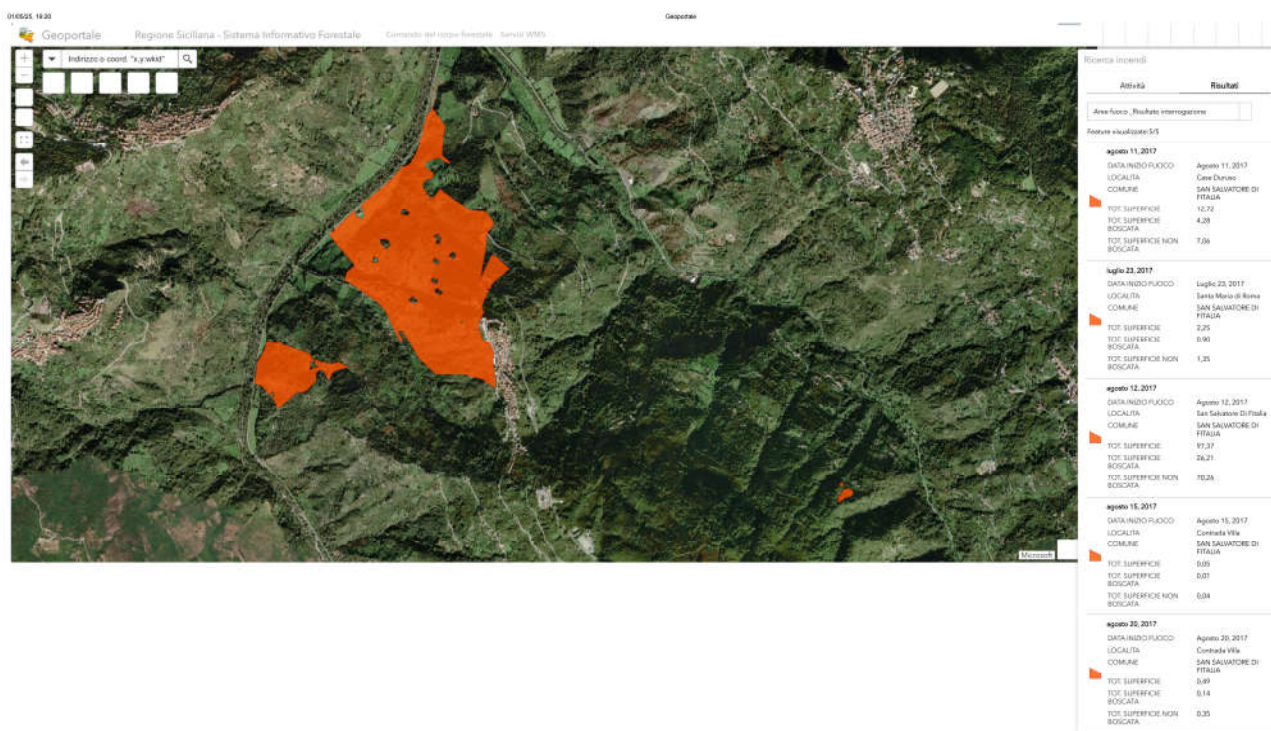 01/05/25, 19:30
Geoportale
Geoportale
Regione Siciliana - Sistema Informativo Forestale
Comando del corpo forestale
Servizi WMS
Indirizzo o coord. "x,y:wkid"
Ricerca incendi
Attività
Risultati
Aree fuoco _Risultato interrogazione
Feature visualizzate: 5/5
agosto 11, 2017
DATA INIZIO FUOCO Agosto 11, 2017
LOCALITA
COMUNE SAN SALVATORE DI
FITALIA
TOT. SUPERFICIE 12,72
TOT. SUPERFICIE 4,28
BOSCATA
TOT. SUPERFICIE NON 7,06
BOSCATA
luglio 23, 2017
DATA INIZIO FUOCO Luglio 23, 2017
LOCALITA Santa Maria di Roma
COMUNE SAN SALVATORE DI
FITALIA
TOT. SUPERFICIE 2,25
TOT. SUPERFICIE 0,90
BOSCATA
TOT. SUPERFICIE NON 1,35
BOSCATA
agosto 12, 2017
DATA INIZIO FUOCO Agosto 12, 2017
LOCALITA San Salvatore Di Fitalia
COMUNE SAN SALVATORE DI
FITALIA
TOT. SUPERFICIE 97,37
TOT. SUPERFICIE 26,21
BOSCATA
TOT. SUPERFICIE NON 70,26
BOSCATA
agosto 15, 2017
DATA INIZIO FUOCO Agosto 15, 2017
LOCALITA Contrada Villa
COMUNE SAN SALVATORE DI
FITALIA
TOT. SUPERFICIE 0,05
TOT. SUPERFICIE 0,01
BOSCATA
TOT. SUPERFICIE NON 0,04
BOSCATA
agosto 20, 2017
DATA INIZIO FUOCO Agosto 20, 2017
LOCALITA Contrada Villa
COMUNE SAN SALVATORE DI
FITALIA
TOT. SUPERFICIE 0,49
TOT. SUPERFICIE 0,14
BOSCATA
TOT. SUPERFICIE NON 0,35
BOSCATA
Microsoft